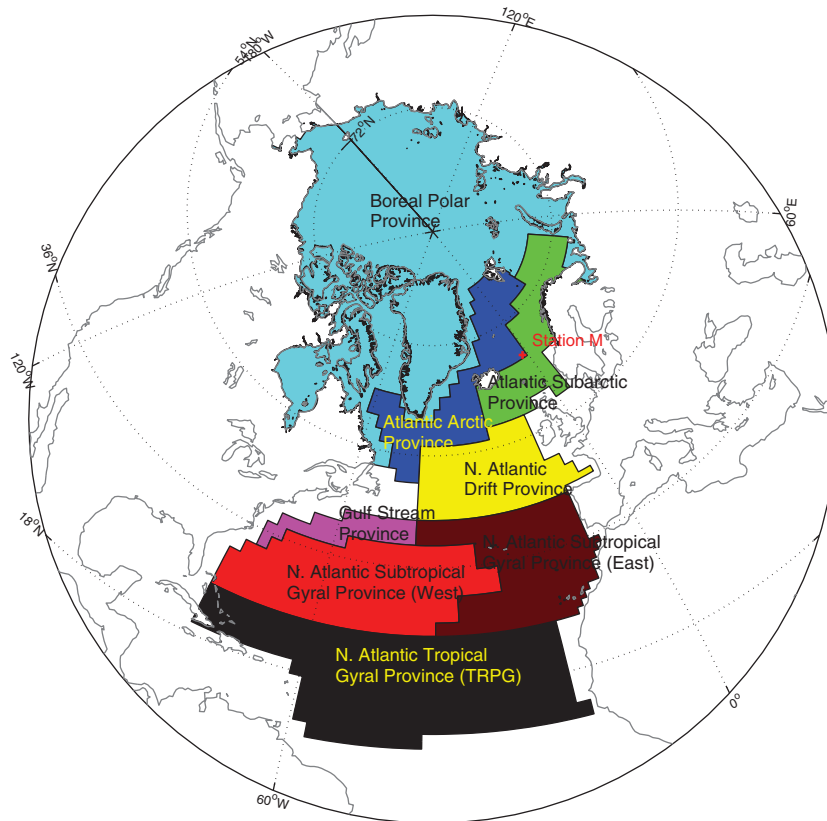 120°E
54°N
180°W
72°N
60°E
Boreal Polar
Province
36°N
Station M
120°W
Atlantic Subarctic
Province
Atlantic Arctic
Province
N. Atlantic
Drift Province
Gulf Stream
Province
18°N
N. Atlantic Subtropical
Gyral Province (East)
N. Atlantic Subtropical
Gyral Province (West)
N. Atlantic Tropical
Gyral Province (TRPG)
0°
60°W